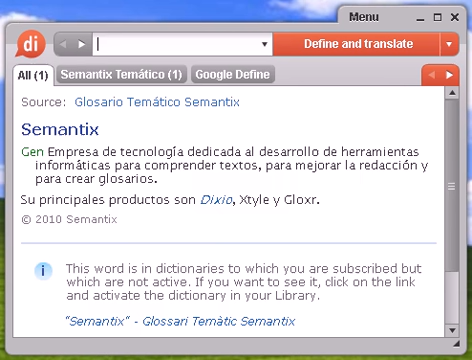 Menu
di
Define and translate
All (1) Semantix Temático (1) Google Define
Source: Glosario Temático Semantix
Semantix
Gen Empresa de tecnología dedicada al desarrollo de herramientas
informáticas para comprender textos, para mejorar la redacción y
para crear glosarios.
Su principales productos son Dixio, Xtyle y Gloxr.
© 2010 Semantix
i
This word is in dictionaries to which you are subscribed but
which are not active. If you want to see it, click on the link
and activate the dictionary in your Library.
"Semantix" - Glossari Temàtic Semantix